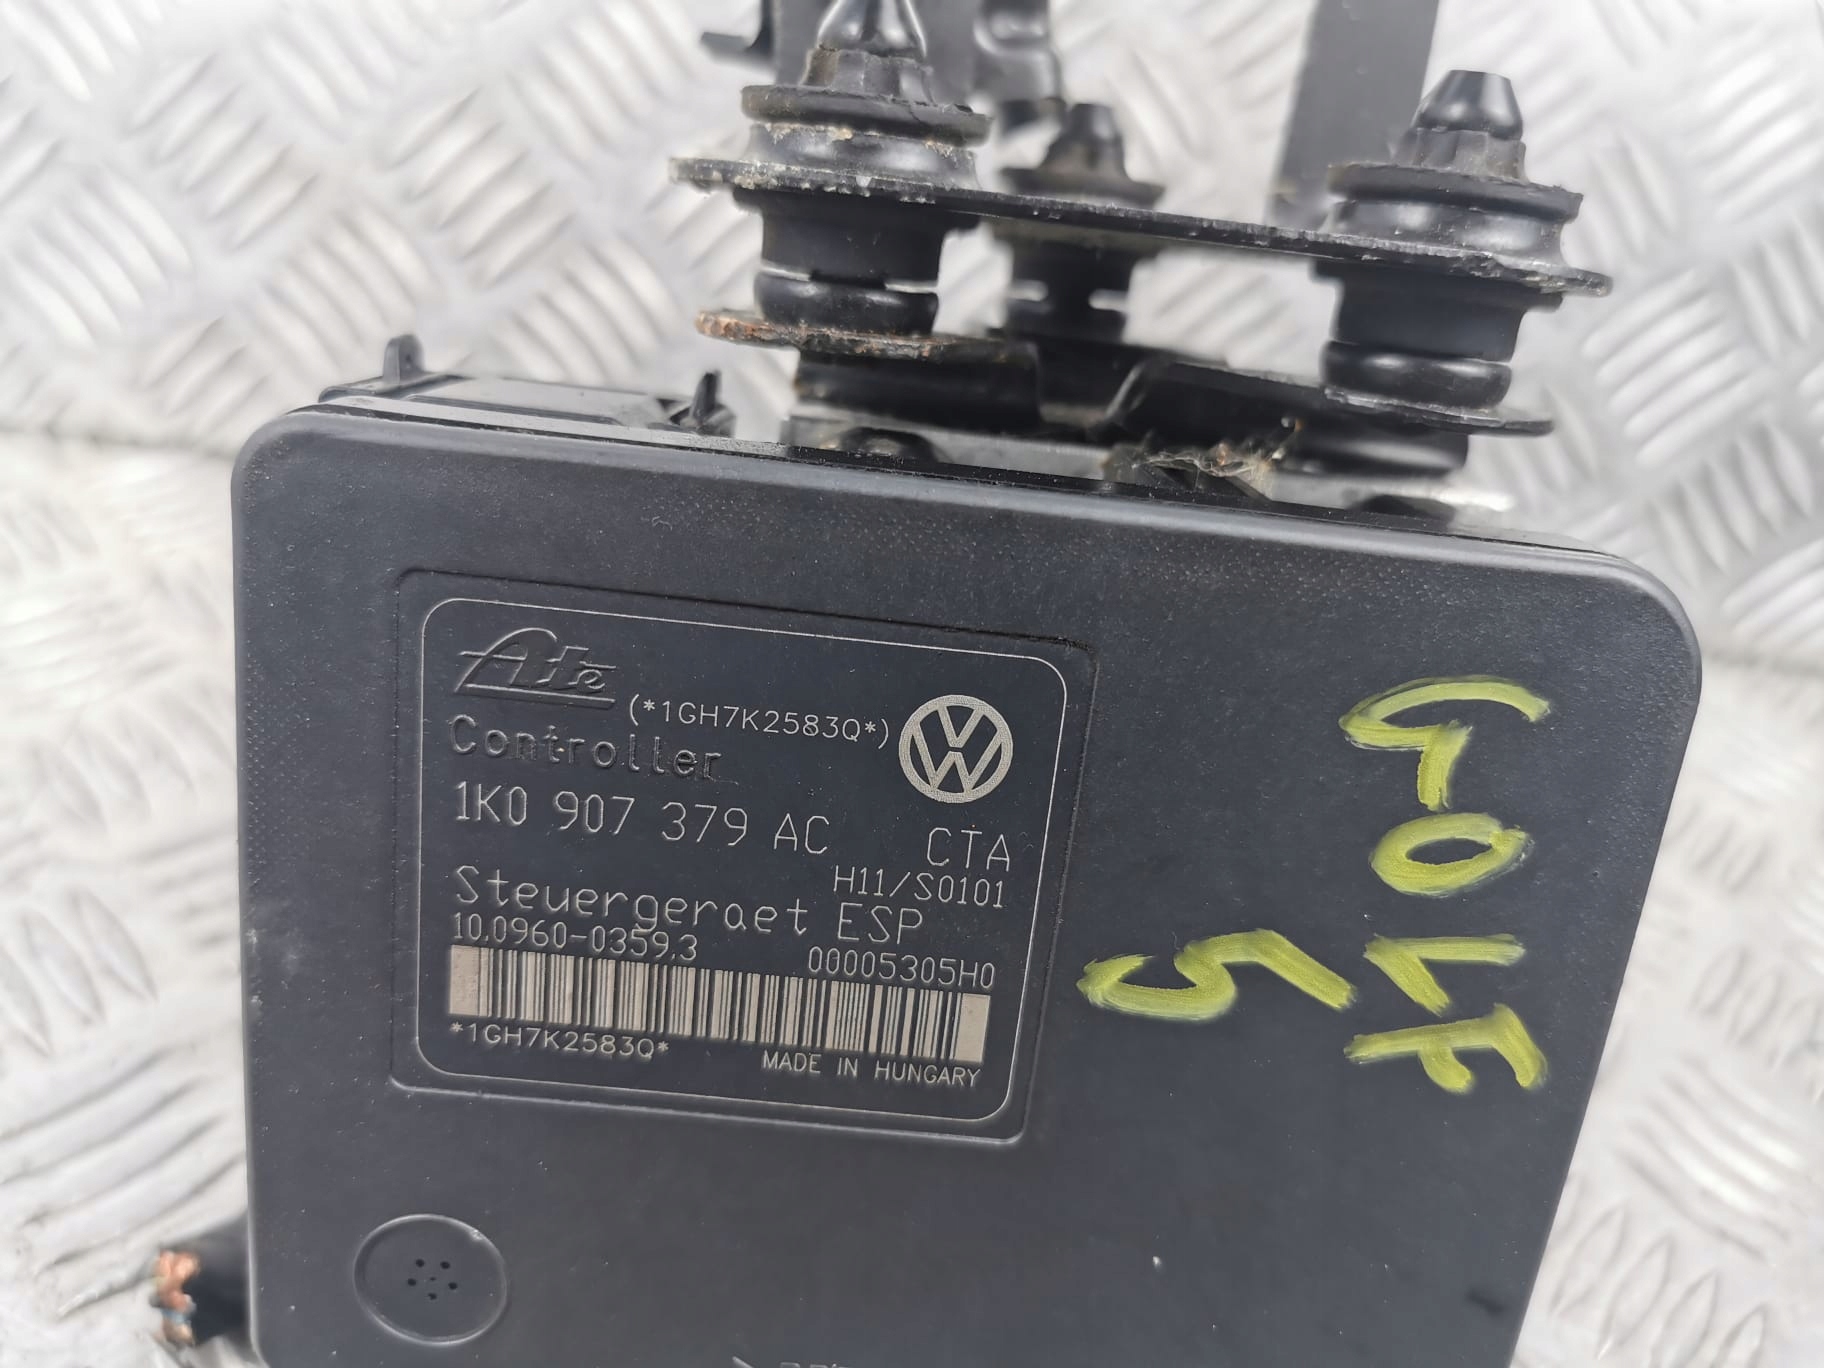 Ate
(*1GH7K2583Q*)
Controller
1K0 907 379 AC CTA
H11/S0101
Steuergeraet ESP
10.0960-0359.3 00005305H0
*1GH7K2583Q*
MADE IN HUNGARY
GOLF
5